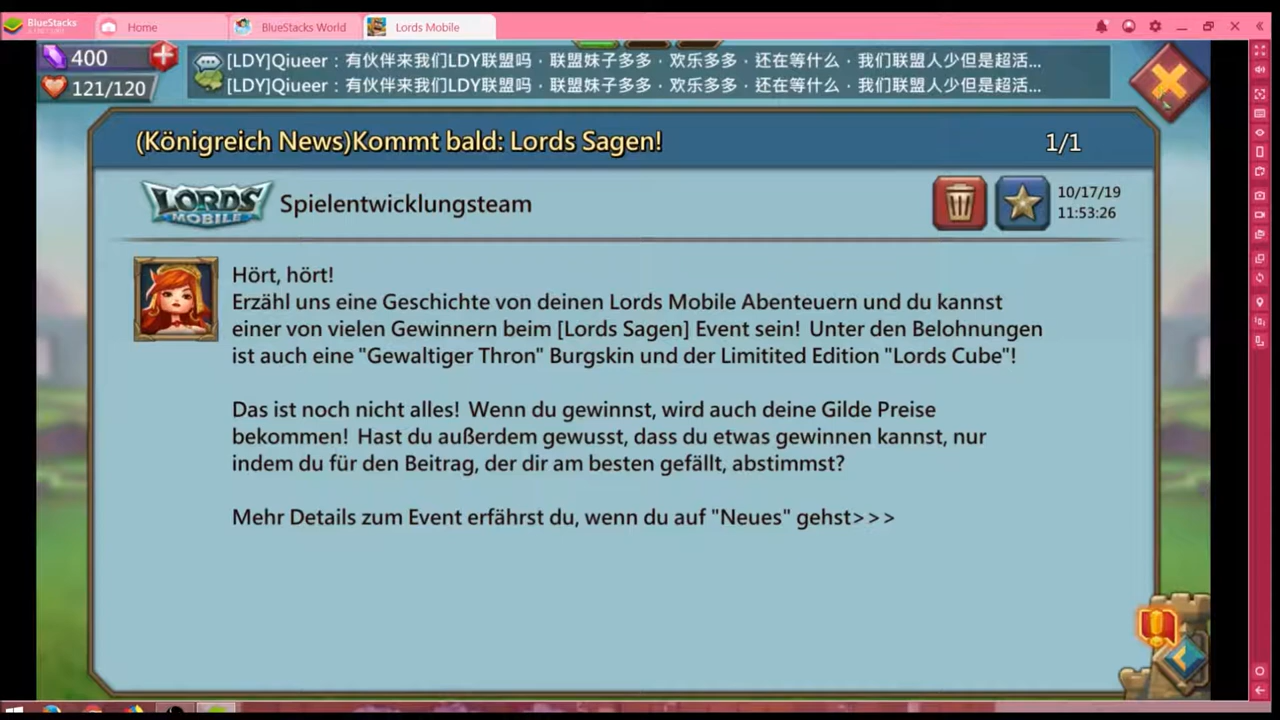 BlueStacks
Home
BlueStacks World
Lords Mobile
400
[LDY]Qiueer：有伙伴来我们LDY联盟吗，联盟妹子多多，欢乐多多，还在等什么，我们联盟人少但是超活...
121/120
[LDY]Qiueer：有伙伴来我们LDY联盟吗，联盟妹子多多，欢乐多多，还在等什么，我们联盟人少但是超活...
(Königreich News)Kommt bald: Lords Sagen!
1/1
LORDS MOBILE
Spielentwicklungsteam
10/17/19
11:53:26
Hört, hört!
Erzähl uns eine Geschichte von deinen Lords Mobile Abenteuern und du kannst
einer von vielen Gewinnern beim [Lords Sagen] Event sein! Unter den Belohnungen
ist auch eine "Gewaltiger Thron" Burgskin und der Limitited Edition "Lords Cube"!
Das ist noch nicht alles! Wenn du gewinnst, wird auch deine Gilde Preise
bekommen! Hast du außerdem gewusst, dass du etwas gewinnen kannst, nur
indem du für den Beitrag, der dir am besten gefällt, abstimmst?
Mehr Details zum Event erfährst du, wenn du auf "Neues" gehst>>>